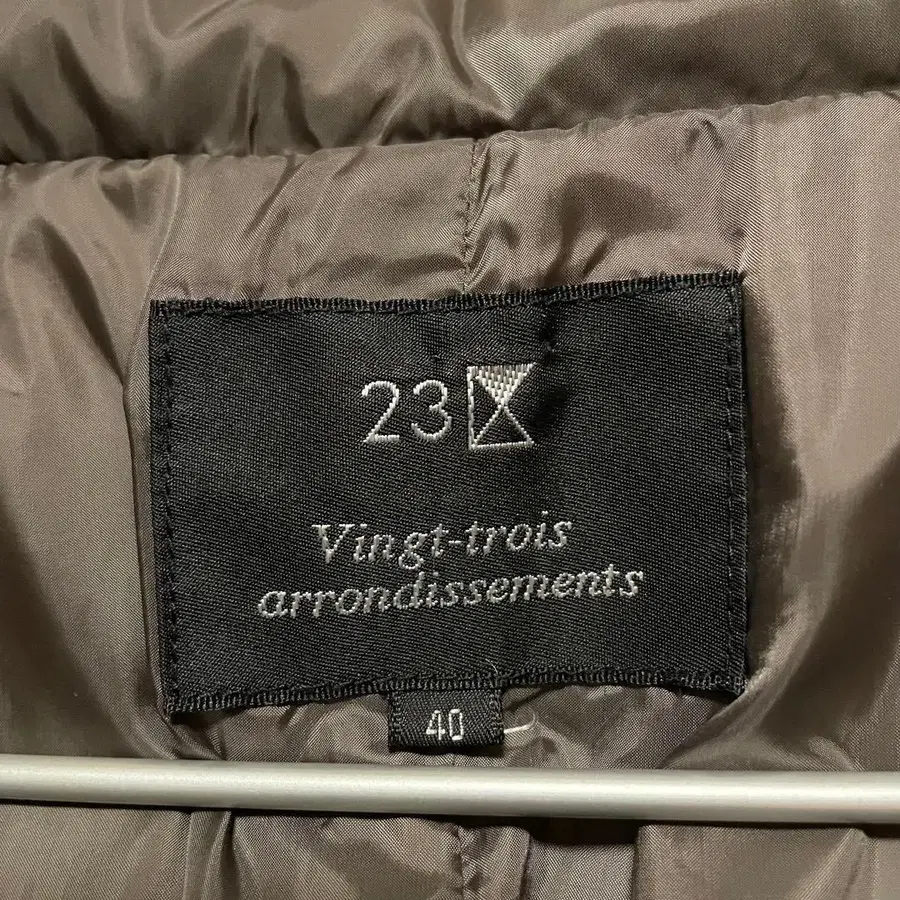 23
Vingt-trois
arrondissements
40